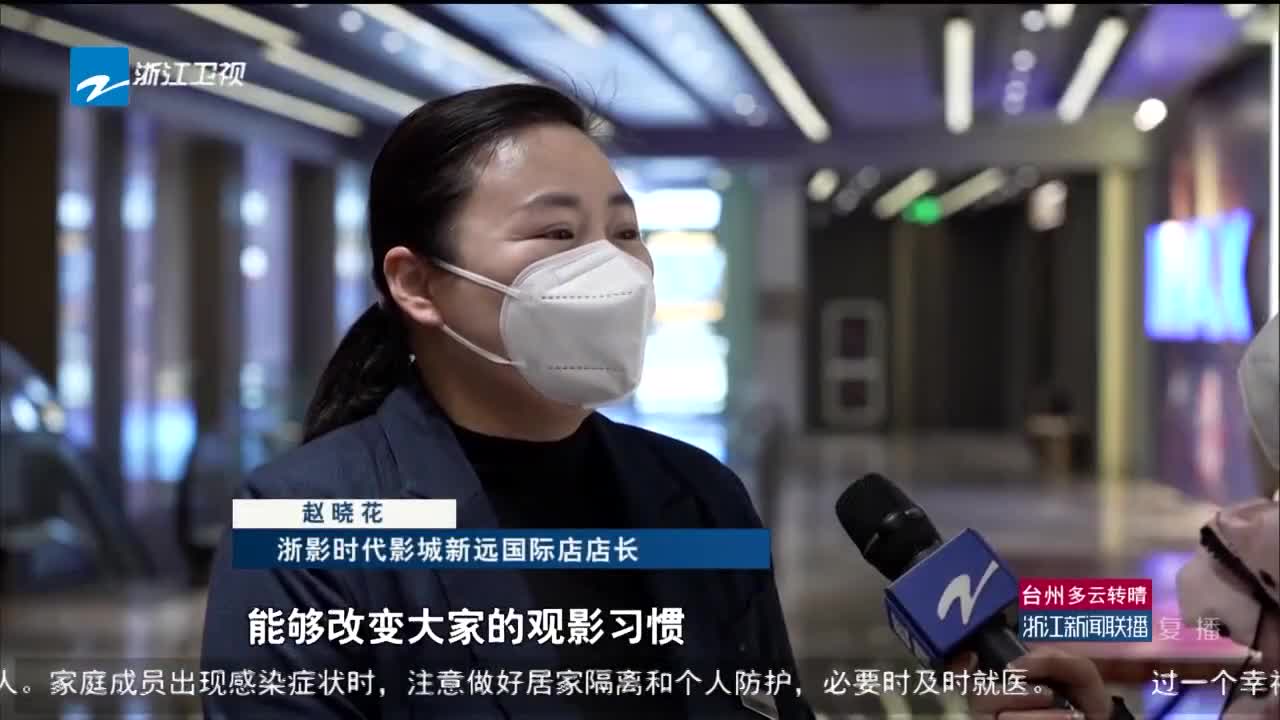 浙江卫视
赵晓花
浙影时代影城新远国际店店长
能够改变大家的观影习惯
台州多云转晴
浙江新闻联播
复播
人。家庭成员出现感染症状时，注意做好居家隔离和个人防护，必要时及时就医。 过一个幸福